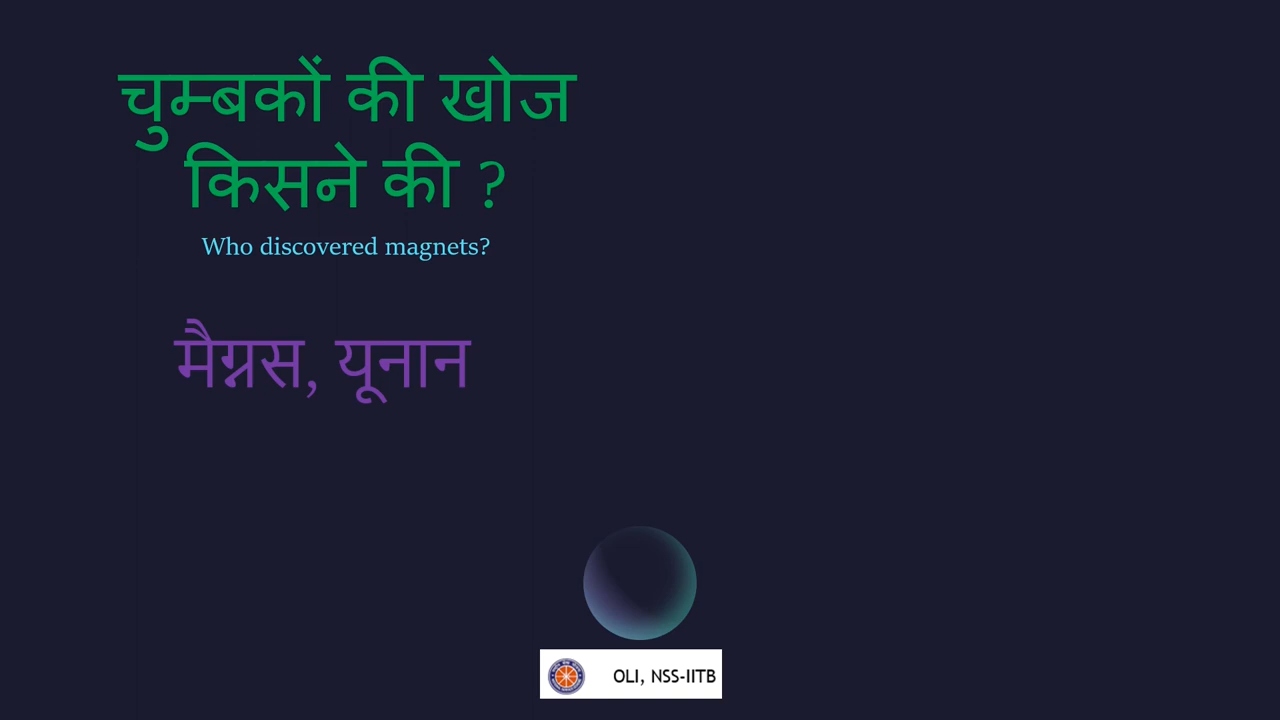 चुम्बकों की खोज
किसने की ?
Who discovered magnets?
मैग्नस, यूनान
OLI, NSS-IITB